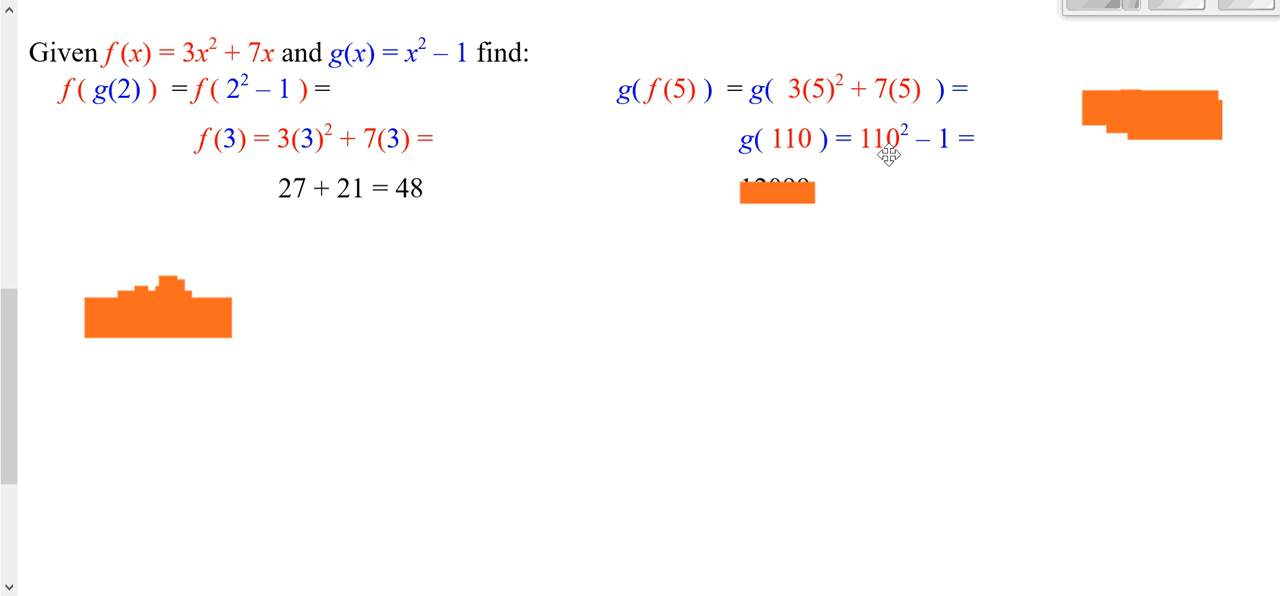 Given f(x) = 3x² + 7x and g(x) = x² – 1 find:
f( g(2) ) = f( 2² – 1 ) =
f(3) = 3(3)² + 7(3) =
27 + 21 = 48
g( f(5) ) = g( 3(5)² + 7(5) ) =
g( 110 ) = 110² – 1 =